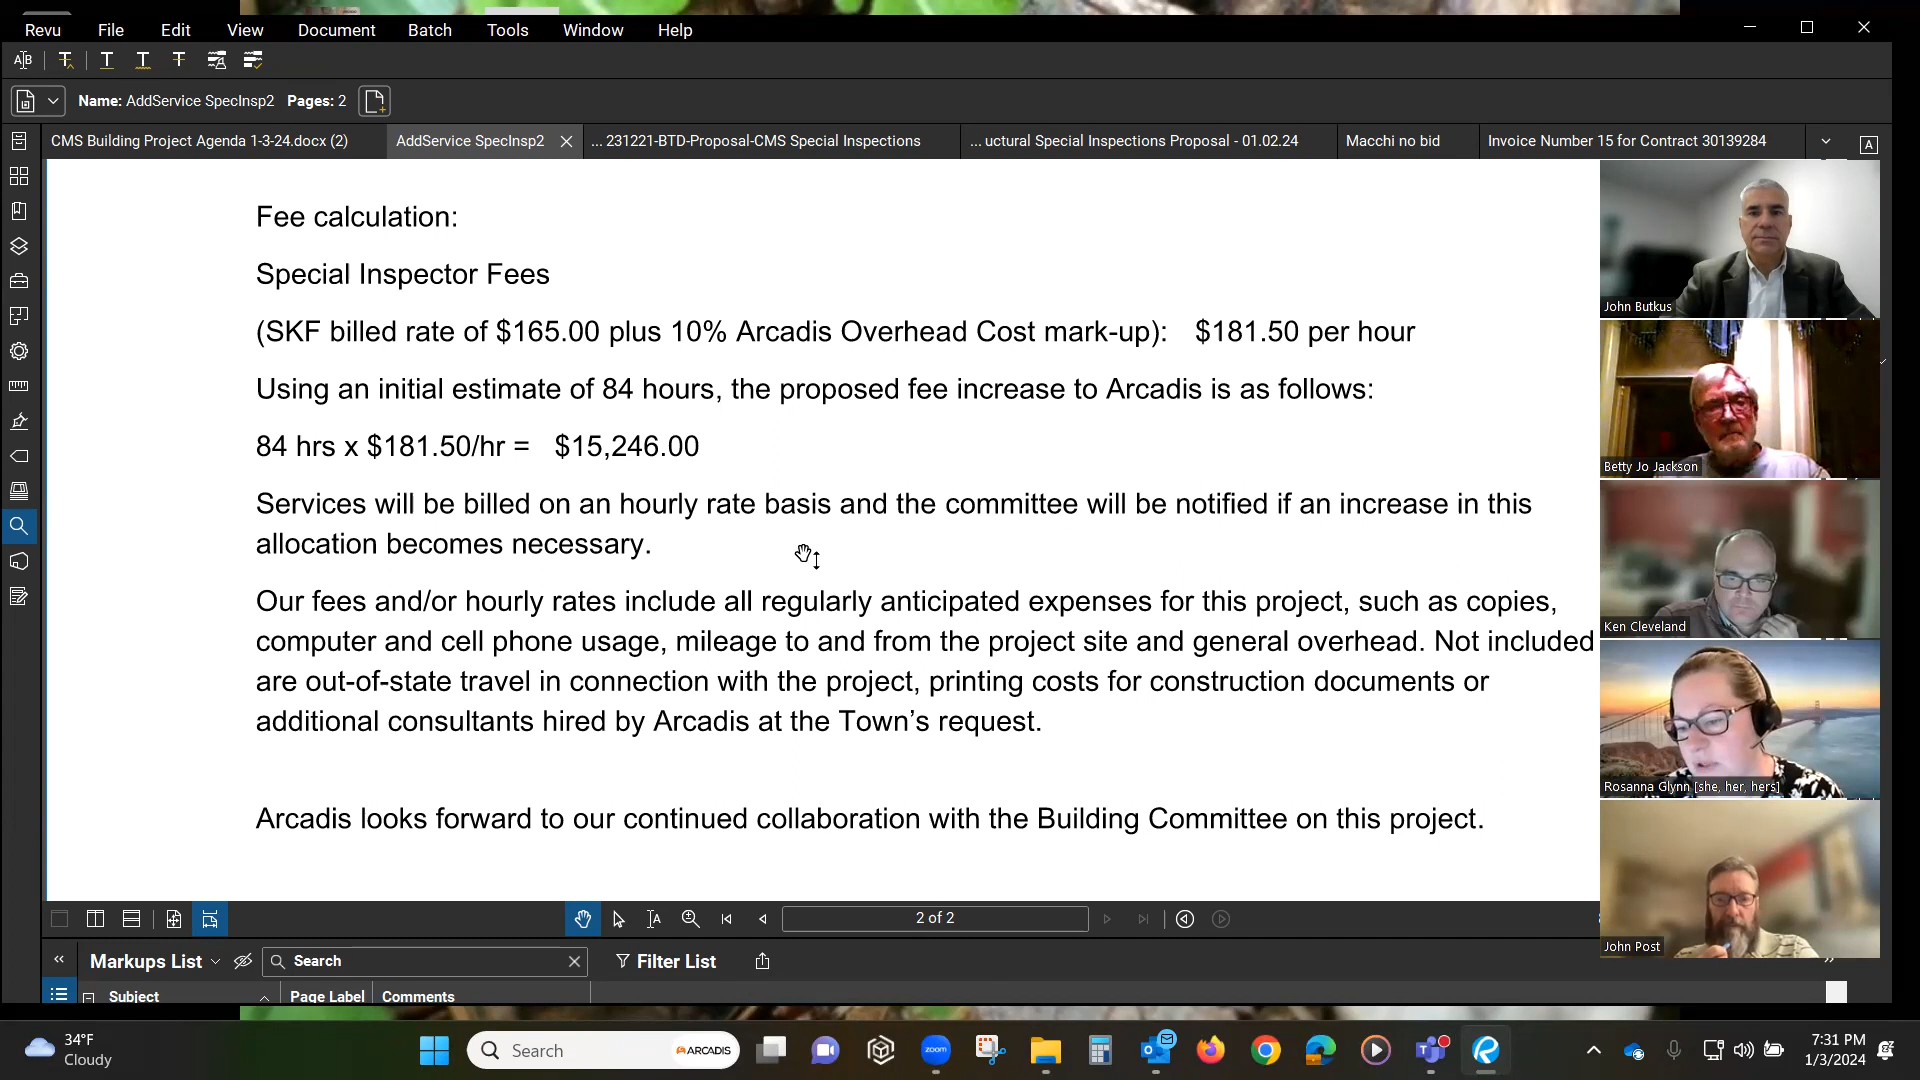 Revu File Edit View Document Batch Tools Window Help
Name: AddService SpecInsp2 Pages: 2
CMS Building Project Agenda 1-3-24.docx (2) AddService SpecInsp2 ... 231221-BTD-Proposal-CMS Special Inspections ... uctural Special Inspections Proposal - 01.02.24 Macchi no bid Invoice Number 15 for Contract 30139284
Fee calculation:
Special Inspector Fees
(SKF billed rate of $165.00 plus 10% Arcadis Overhead Cost mark-up): $181.50 per hour
Using an initial estimate of 84 hours, the proposed fee increase to Arcadis is as follows:
84 hrs x $181.50/hr = $15,246.00
Services will be billed on an hourly rate basis and the committee will be notified if an increase in this
allocation becomes necessary.
Our fees and/or hourly rates include all regularly anticipated expenses for this project, such as copies,
computer and cell phone usage, mileage to and from the project site and general overhead. Not included
are out-of-state travel in connection with the project, printing costs for construction documents or
additional consultants hired by Arcadis at the Town’s request.
Arcadis looks forward to our continued collaboration with the Building Committee on this project.
John Butkus
Betty Jo Jackson
Ken Cleveland
Rosanna Glynn [she, her, hers]
John Post
2 of 2
Markups List Search Filter List
Subject Page Label Comments
34°F
Cloudy
Search ARCADIS
zoom
7:31 PM
1/3/2024